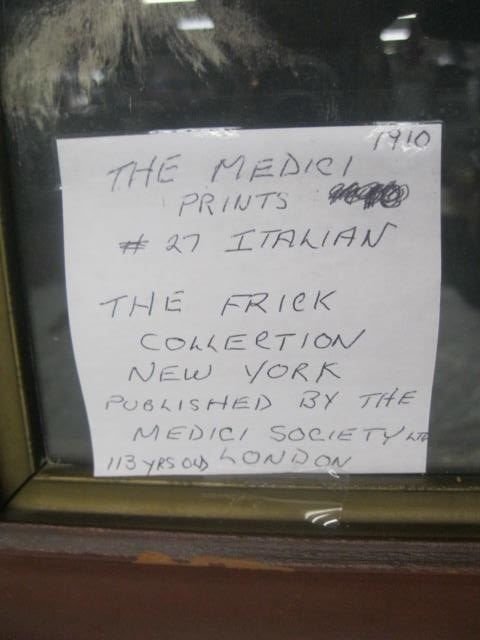 1910
THE MEDICI
PRINTS
# 27 ITALIAN
THE FRICK
COLLECTION
NEW YORK
PUBLISHED BY THE
MEDICI SOCIETY LTD
113 YRS OLD LONDON